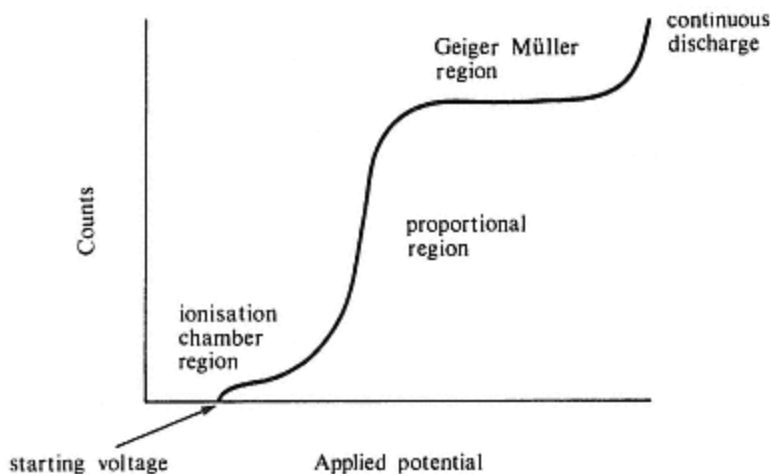 continuous
discharge
Geiger Müller
region
Counts
proportional
region
ionisation
chamber
region
starting voltage
Applied potential